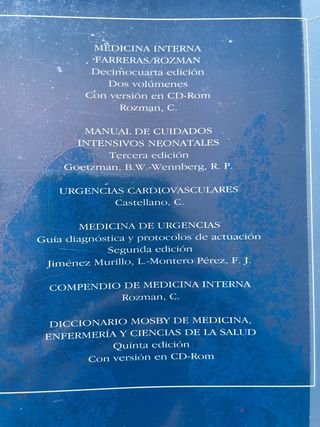 MEDICINA INTERNA
FARRERAS/ROZMAN
Decimocuarta edición
Dos volúmenes
Con versión en CD-Rom
Rozman, C.
MANUAL DE CUIDADOS
INTENSIVOS NEONATALES
Tercera edición
Goetzman, B.W.-Wennberg, R. P.
URGENCIAS CARDIOVASCULARES
Castellano, C.
MEDICINA DE URGENCIAS
Guía diagnóstica y protocolos de actuación
Segunda edición
Jiménez Murillo, L.-Montero Pérez, F. J.
COMPENDIO DE MEDICINA INTERNA
Rozman, C.
DICCIONARIO MOSBY DE MEDICINA,
ENFERMERÍA Y CIENCIAS DE LA SALUD
Quinta edición
Con versión en CD-Rom